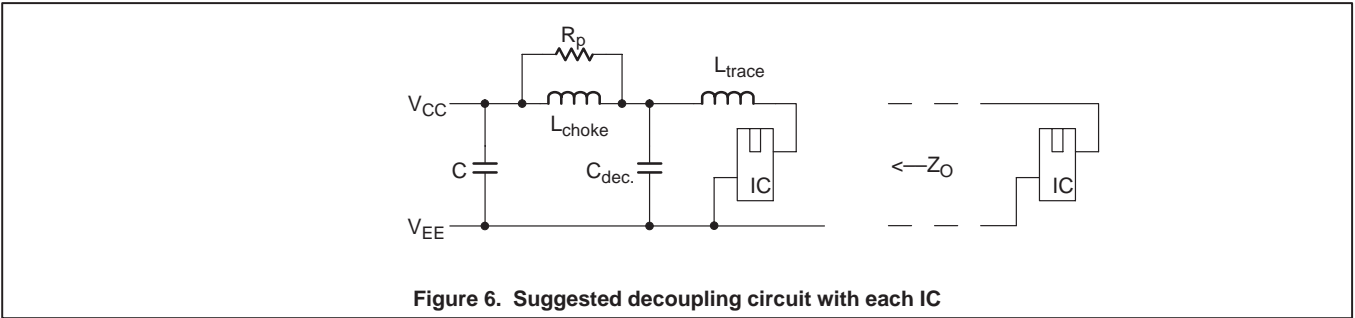 Rp
Ltrace
VCC
Lchoke
C
Cdec.
IC
<—ZO
IC
VEE
Figure 6. Suggested decoupling circuit with each IC